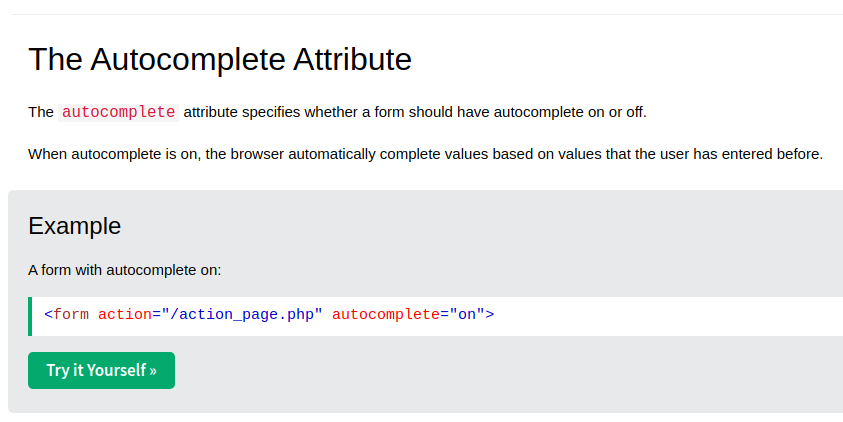 The Autocomplete Attribute
The autocomplete attribute specifies whether a form should have autocomplete on or off.
When autocomplete is on, the browser automatically complete values based on values that the user has entered before.
Example
A form with autocomplete on:
<form action="/action_page.php" autocomplete="on">
Try it Yourself »